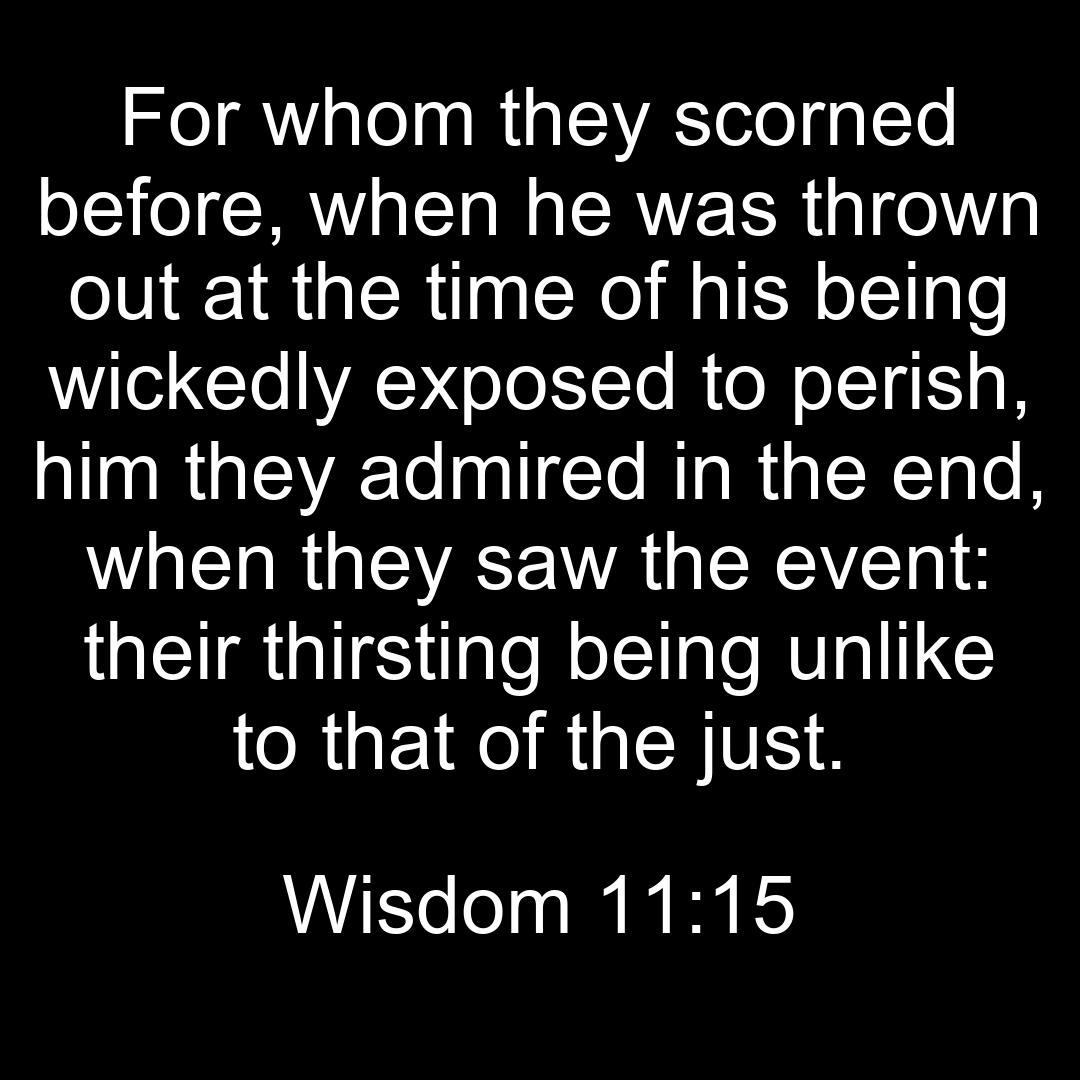 For whom they scorned
before, when he was thrown
out at the time of his being
wickedly exposed to perish,
him they admired in the end,
when they saw the event:
their thirsting being unlike
to that of the just.
Wisdom 11:15